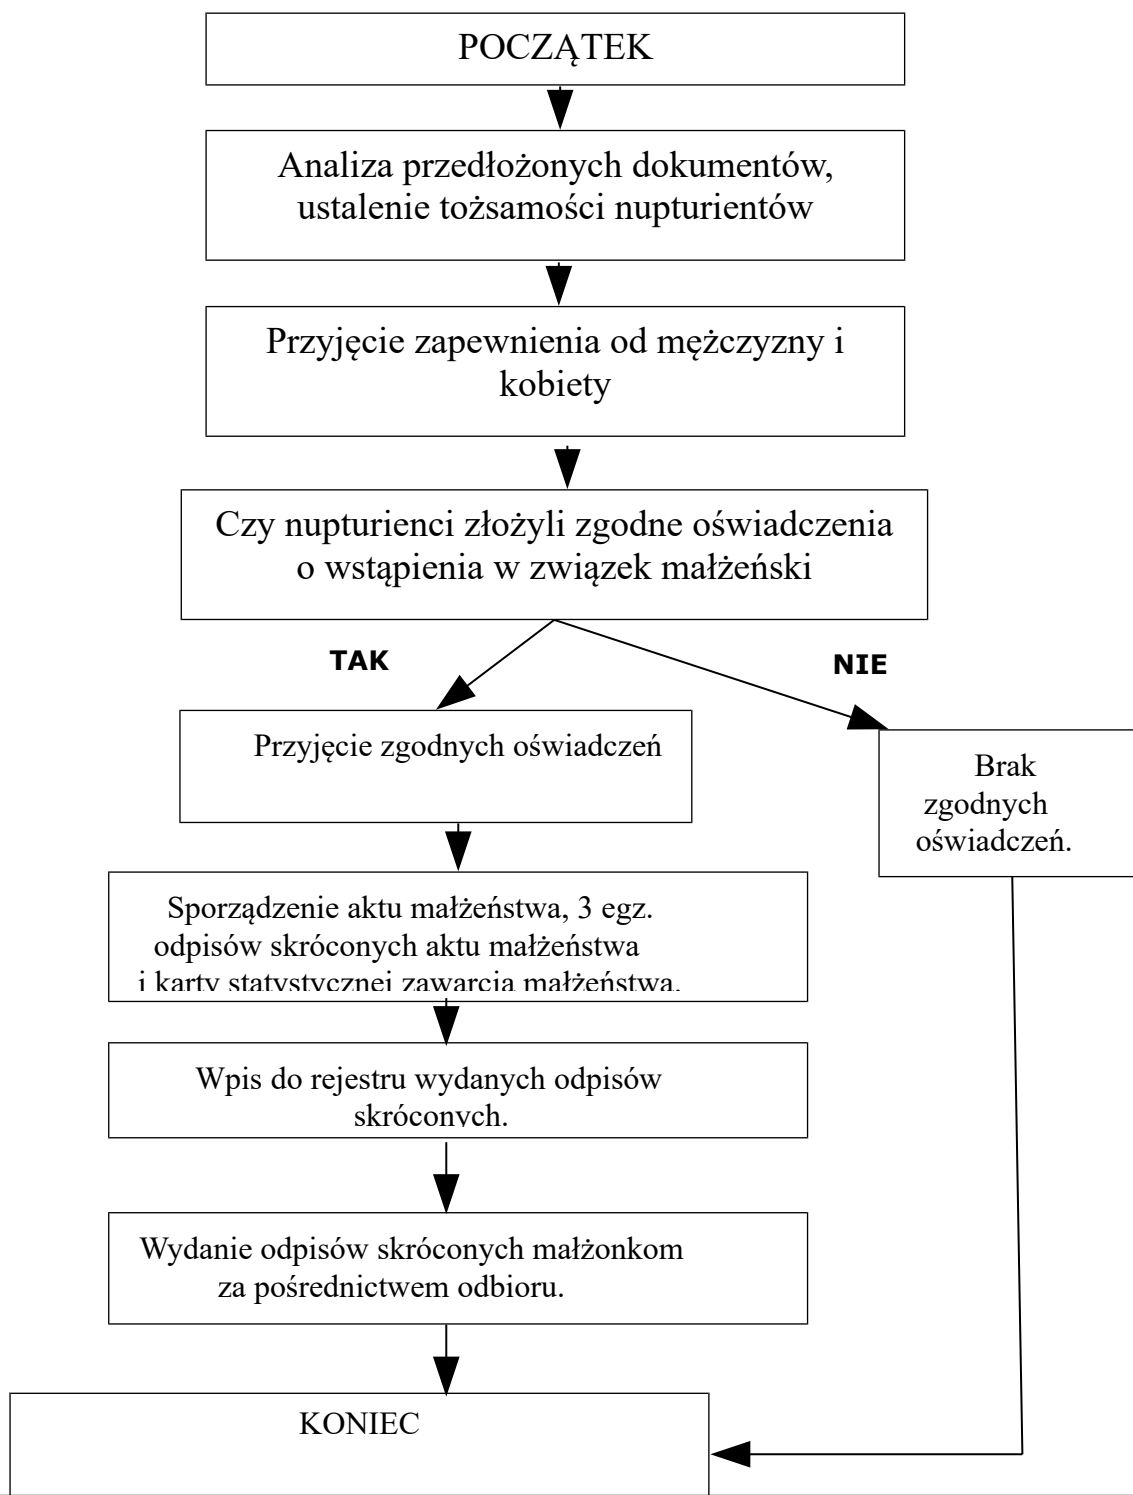 POCZĄTEK
Analiza przedłożonych dokumentów,
ustalenie tożsamości nupturientów
Przyjęcie zapewnienia od mężczyzny i
kobiety
Czy nupturienci złożyli zgodne oświadczenia
o wstąpienia w związek małżeński
TAK
NIE
Przyjęcie zgodnych oświadczeń
Brak
zgodnych
oświadczeń.
Sporządzenie aktu małżeństwa, 3 egz.
odpisów skróconych aktu małżeństwa
i karty statystycznej zawarcia małżeństwa.
Wpis do rejestru wydanych odpisów
skróconych.
Wydanie odpisów skróconych małżonkom
za pośrednictwem odbioru.
KONIEC